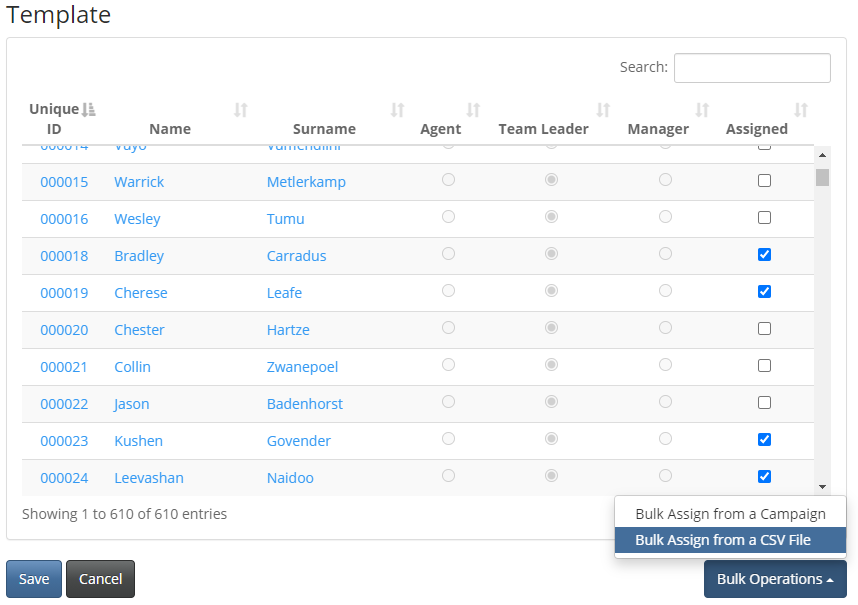 Template
Search:
Unique ID Name Surname Agent Team Leader Manager Assigned
000014 Vuyo
000015 Warrick Metlerkamp
000016 Wesley Tumu
000018 Bradley Carradus
000019 Cherese Leafe
000020 Chester Hartze
000021 Collin Zwanepoel
000022 Jason Badenhorst
000023 Kushen Govender
000024 Leevashan Naidoo
Showing 1 to 610 of 610 entries
Bulk Assign from a Campaign
Bulk Assign from a CSV File
Save Cancel Bulk Operations